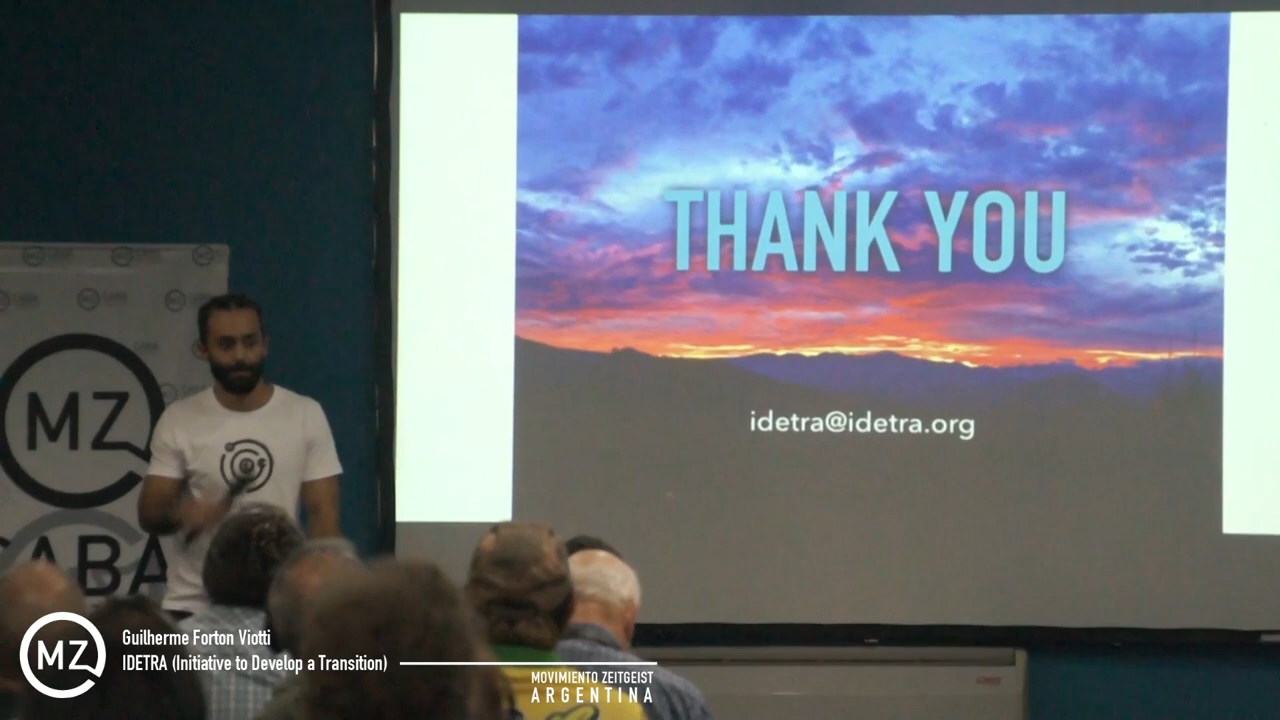 THANK YOU
idetra@idetra.org
MZ
CABA
MZ
Guilherme Forton Viotti
IDETRA (Initiative to Develop a Transition)
MOVIMIENTO ZEITGEIST
ARGENTINA